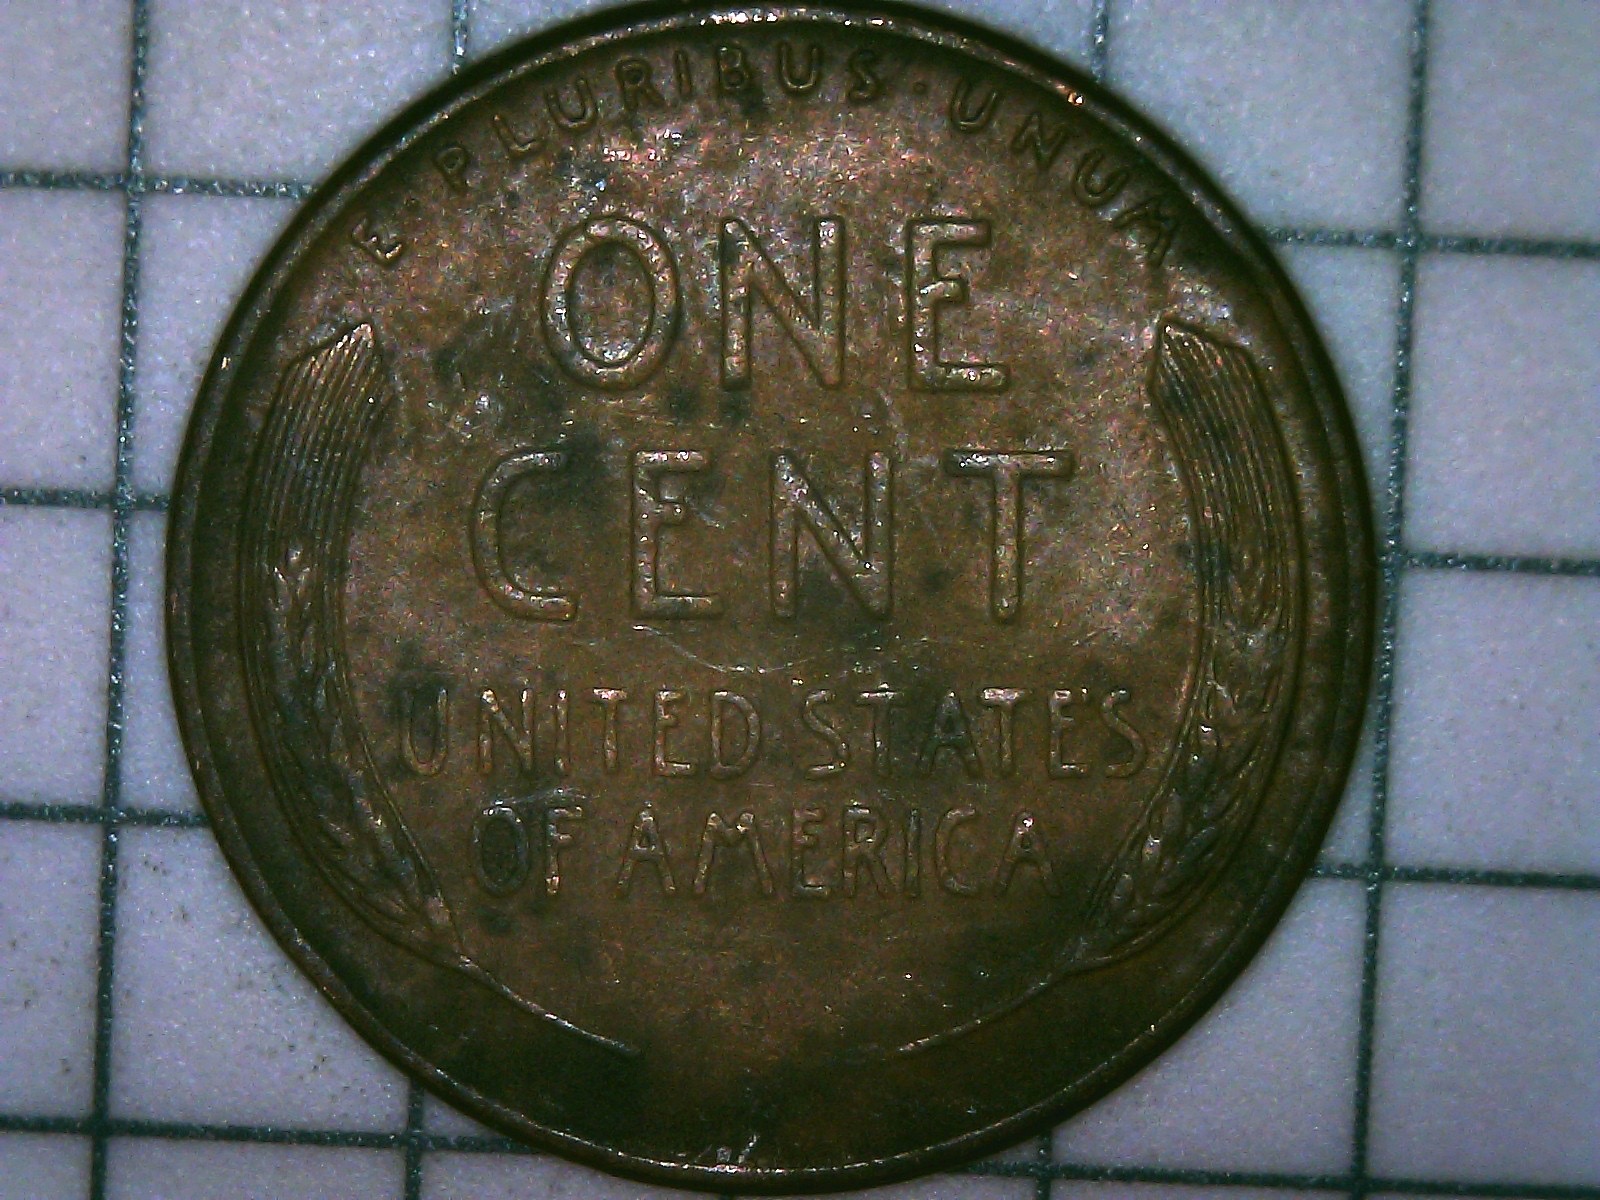 E·PLURIBUS·UNUM
ONE
CENT
UNITED STATES
OF AMERICA